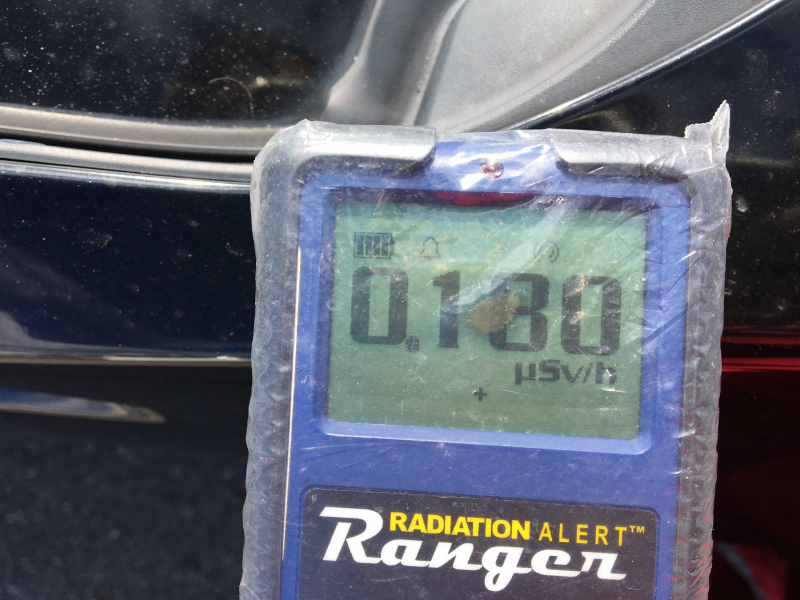 0.180
µSv/h
+
RADIATION ALERT™
Ranger